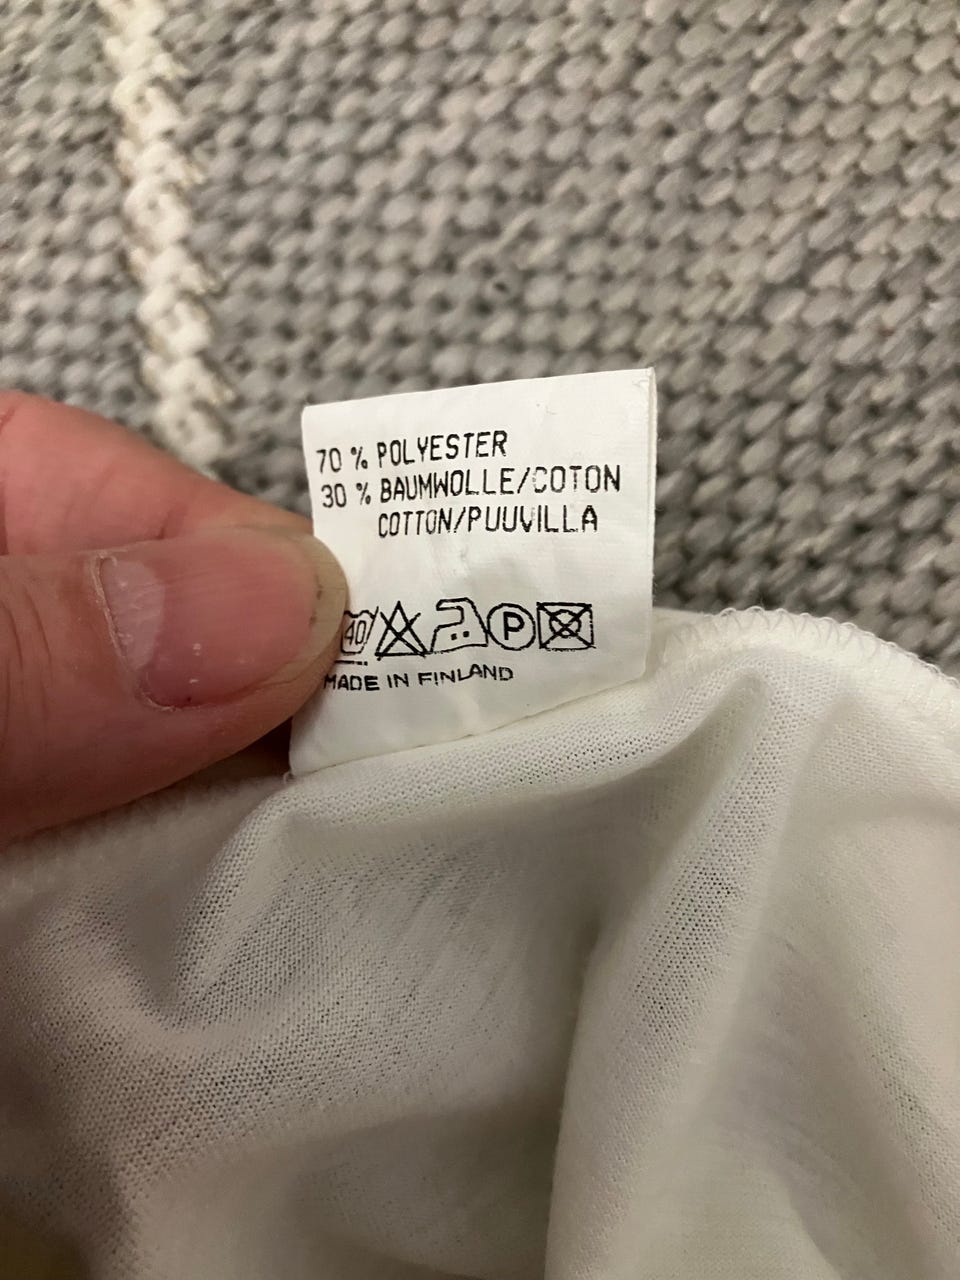 70 % POLYESTER
30 % BAUMWOLLE/COTON
COTTON/PUUVILLA
40 P
MADE IN FINLAND